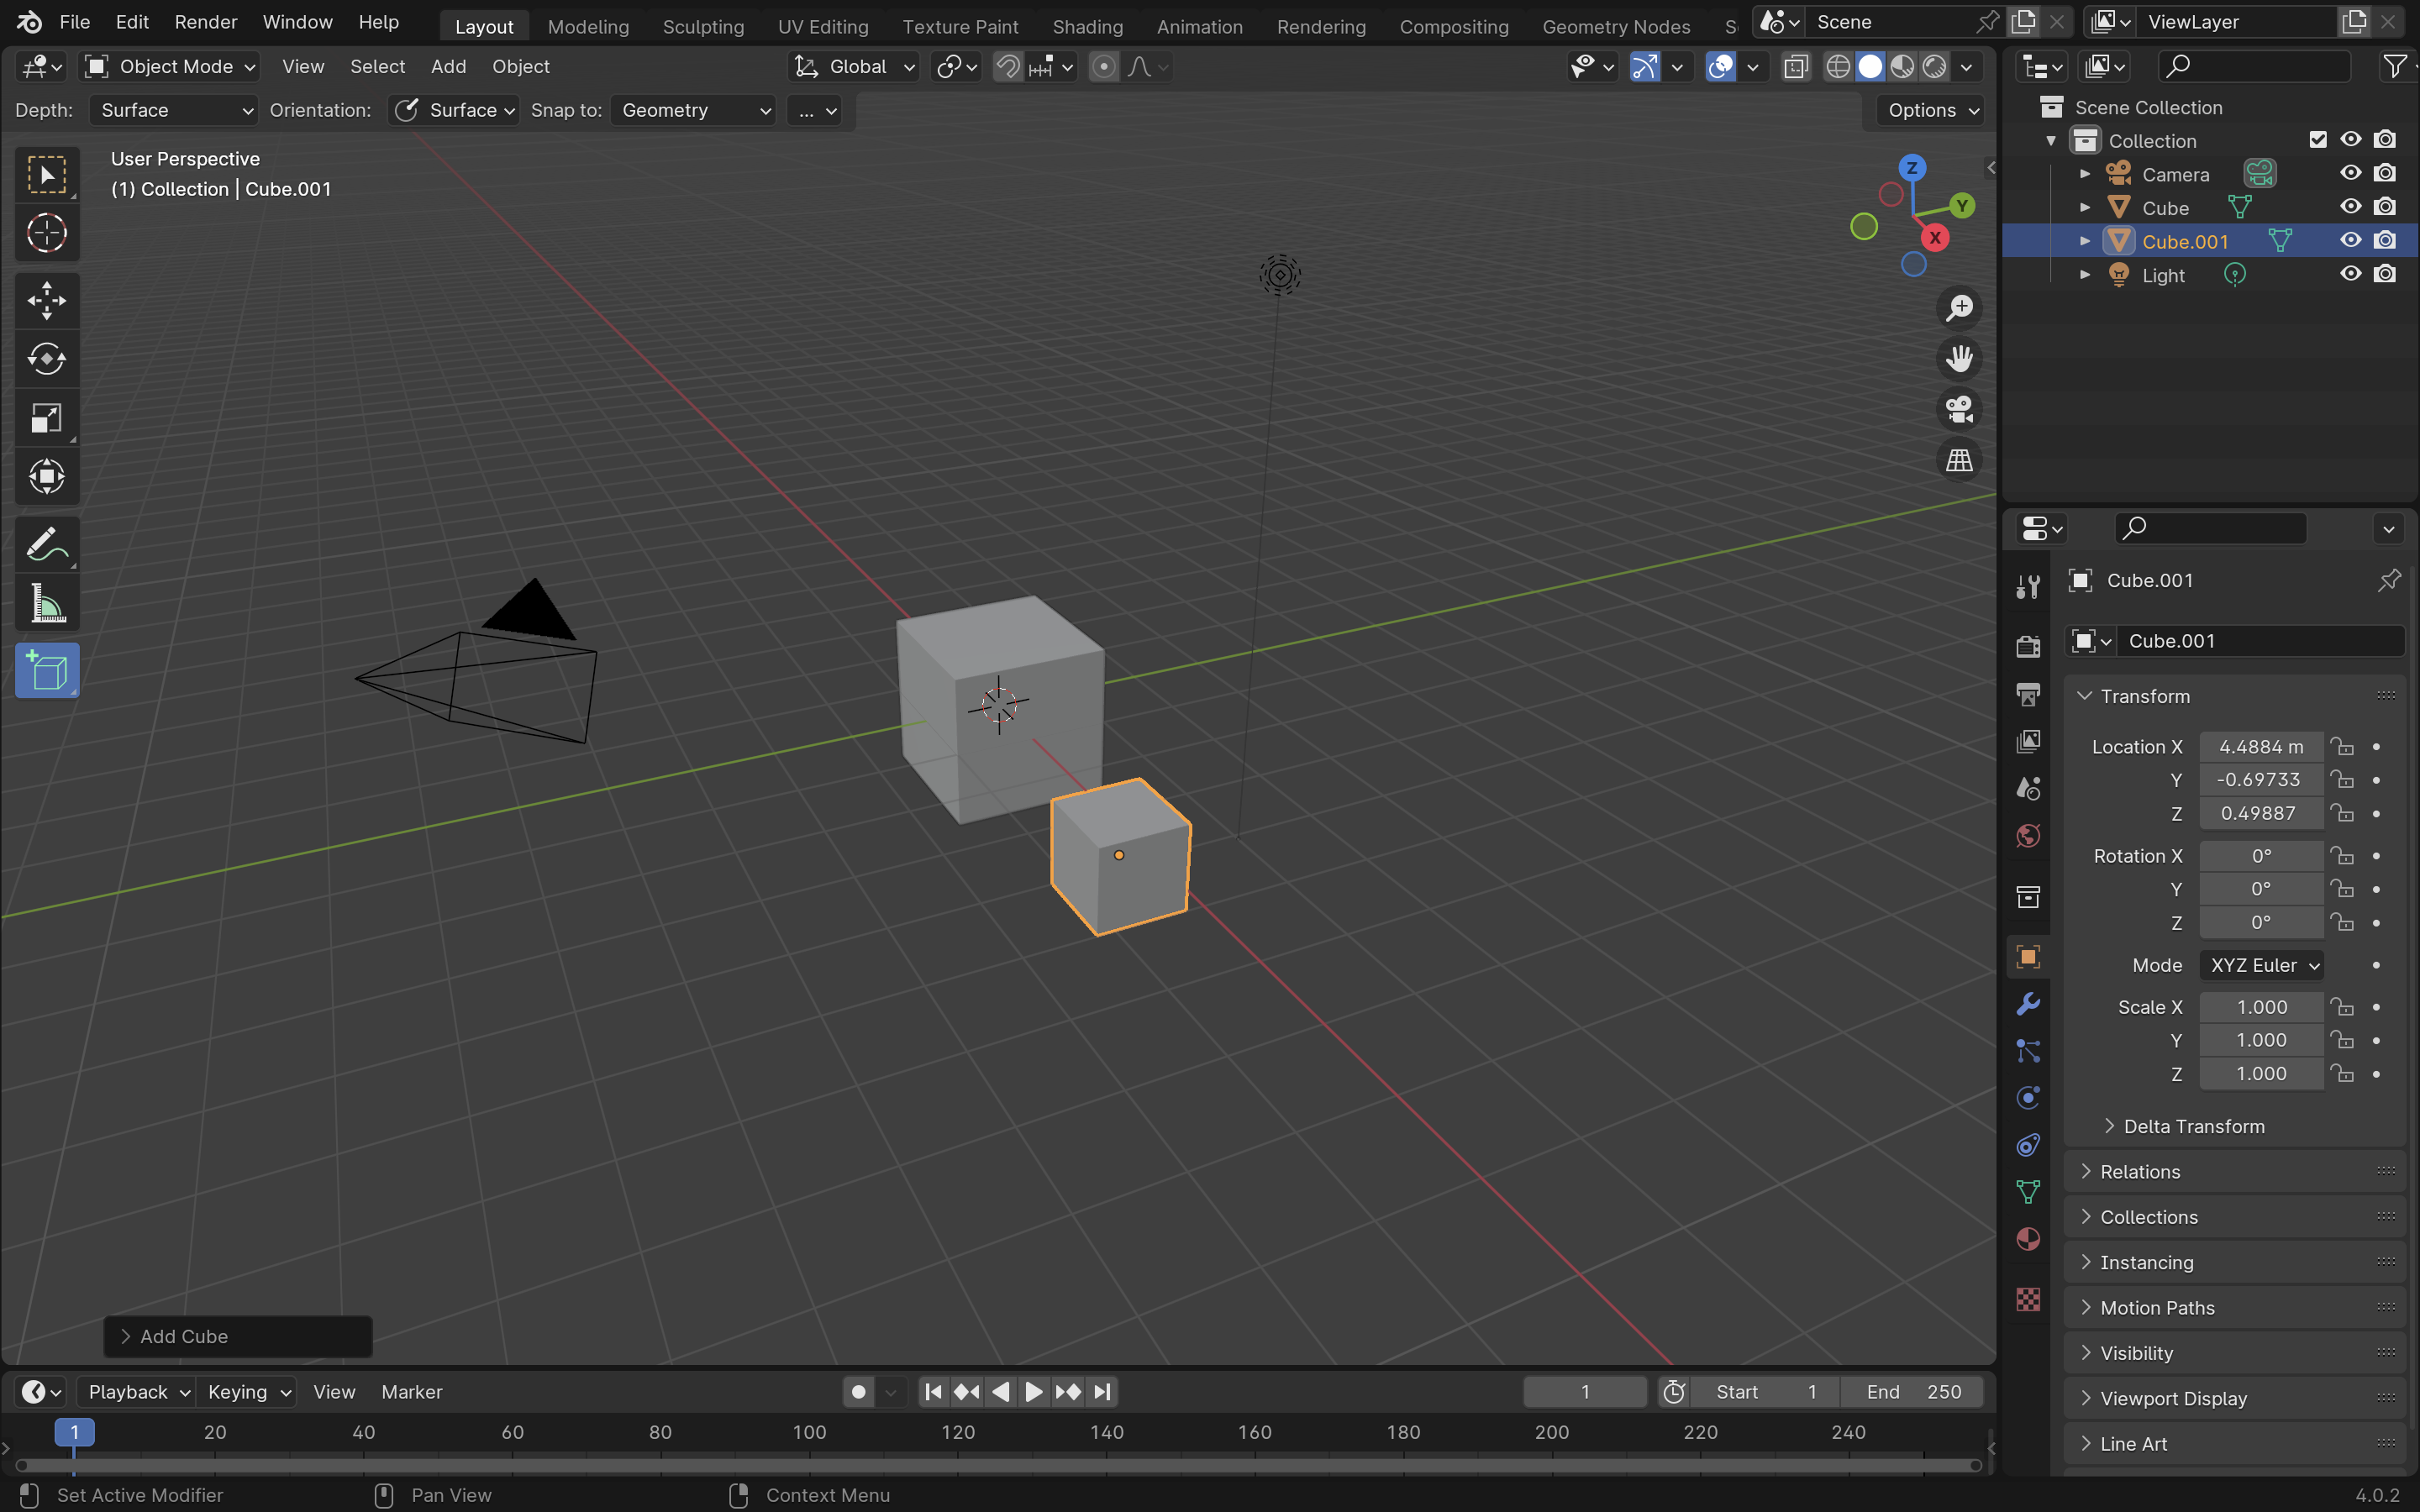 File Edit Render Window Help Layout Modeling Sculpting UV Editing Texture Paint Shading Animation Rendering Compositing Geometry Nodes Scene ViewLayer
Object Mode View Select Add Object Global
Depth: Surface Orientation: Surface Snap to: Geometry ... Options
User Perspective
(1) Collection | Cube.001
Z
Y
X
Add Cube
Scene Collection
Collection
Camera
Cube
Cube.001
Light
Cube.001
Cube.001
Transform
Location X 4.4884 m
Y -0.69733
Z 0.49887
Rotation X 0°
Y 0°
Z 0°
Mode XYZ Euler
Scale X 1.000
Y 1.000
Z 1.000
Delta Transform
Relations
Collections
Instancing
Motion Paths
Visibility
Viewport Display
Line Art
Playback Keying View Marker 1 Start 1 End 250
1 20 40 60 80 100 120 140 160 180 200 220 240
Set Active Modifier Pan View Context Menu 4.0.2